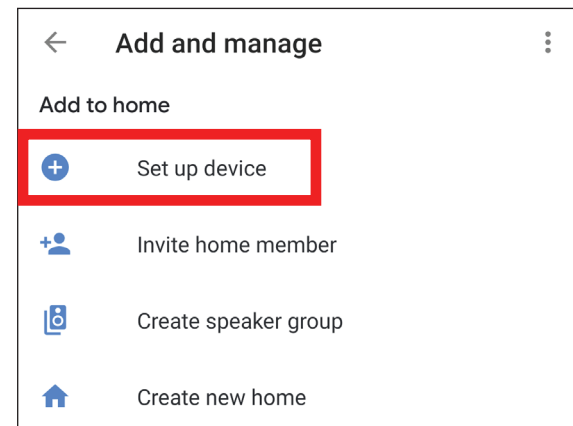 Add and manage
Add to home
Set up device
Invite home member
Create speaker group
Create new home